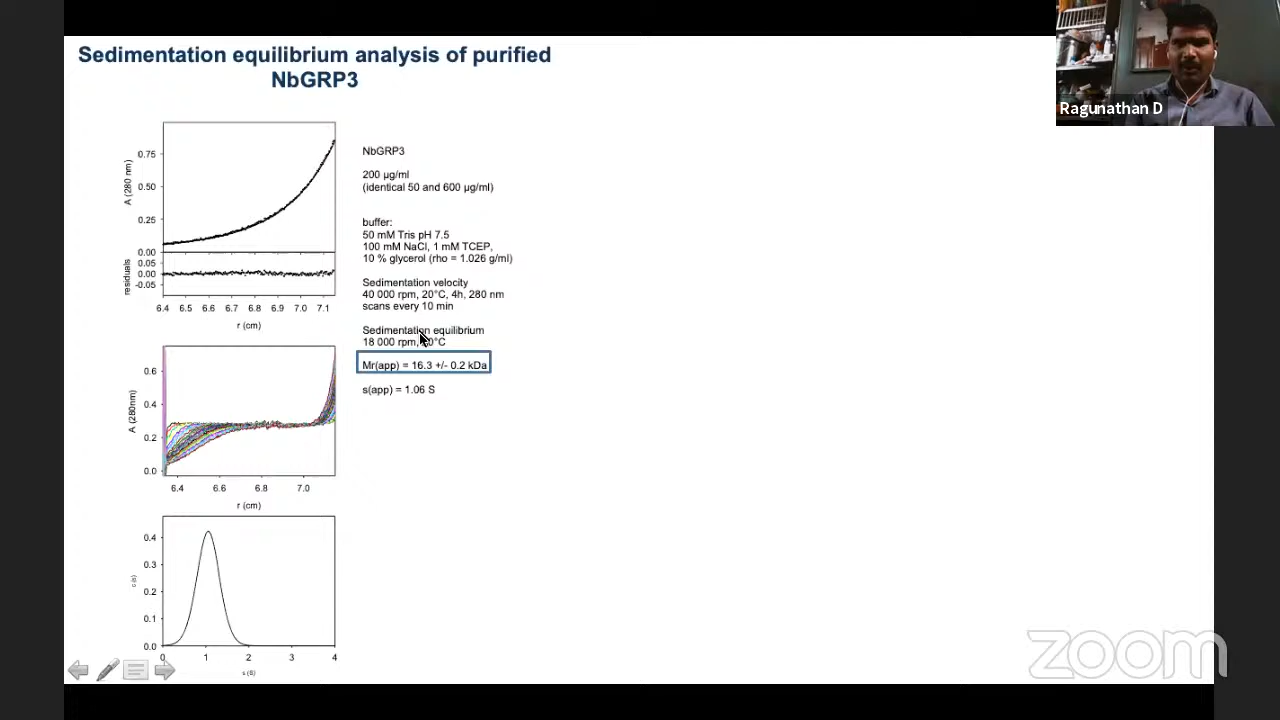 Sedimentation equilibrium analysis of purified
NbGRP3
Ragunathan D
A (280 nm)
0.75
0.50
0.25
0.00
residuals
0.05
0.00
-0.05
6.4 6.5 6.6 6.7 6.8 6.9 7.0 7.1
r (cm)
NbGRP3
200 µg/ml
(identical 50 and 600 µg/ml)
buffer:
50 mM Tris pH 7.5
100 mM NaCl, 1 mM TCEP,
10 % glycerol (rho = 1.026 g/ml)
Sedimentation velocity
40 000 rpm, 20°C, 4h, 280 nm
scans every 10 min
Sedimentation equilibrium
18 000 rpm, 0°C
Mr(app) = 16.3 +/- 0.2 kDa
s(app) = 1.06 S
A (280nm)
0.6
0.4
0.2
0.0
6.4 6.6 6.8 7.0
r (cm)
c (s)
0.4
0.3
0.2
0.1
0.0
0 1 2 3 4
s (S)
zoom